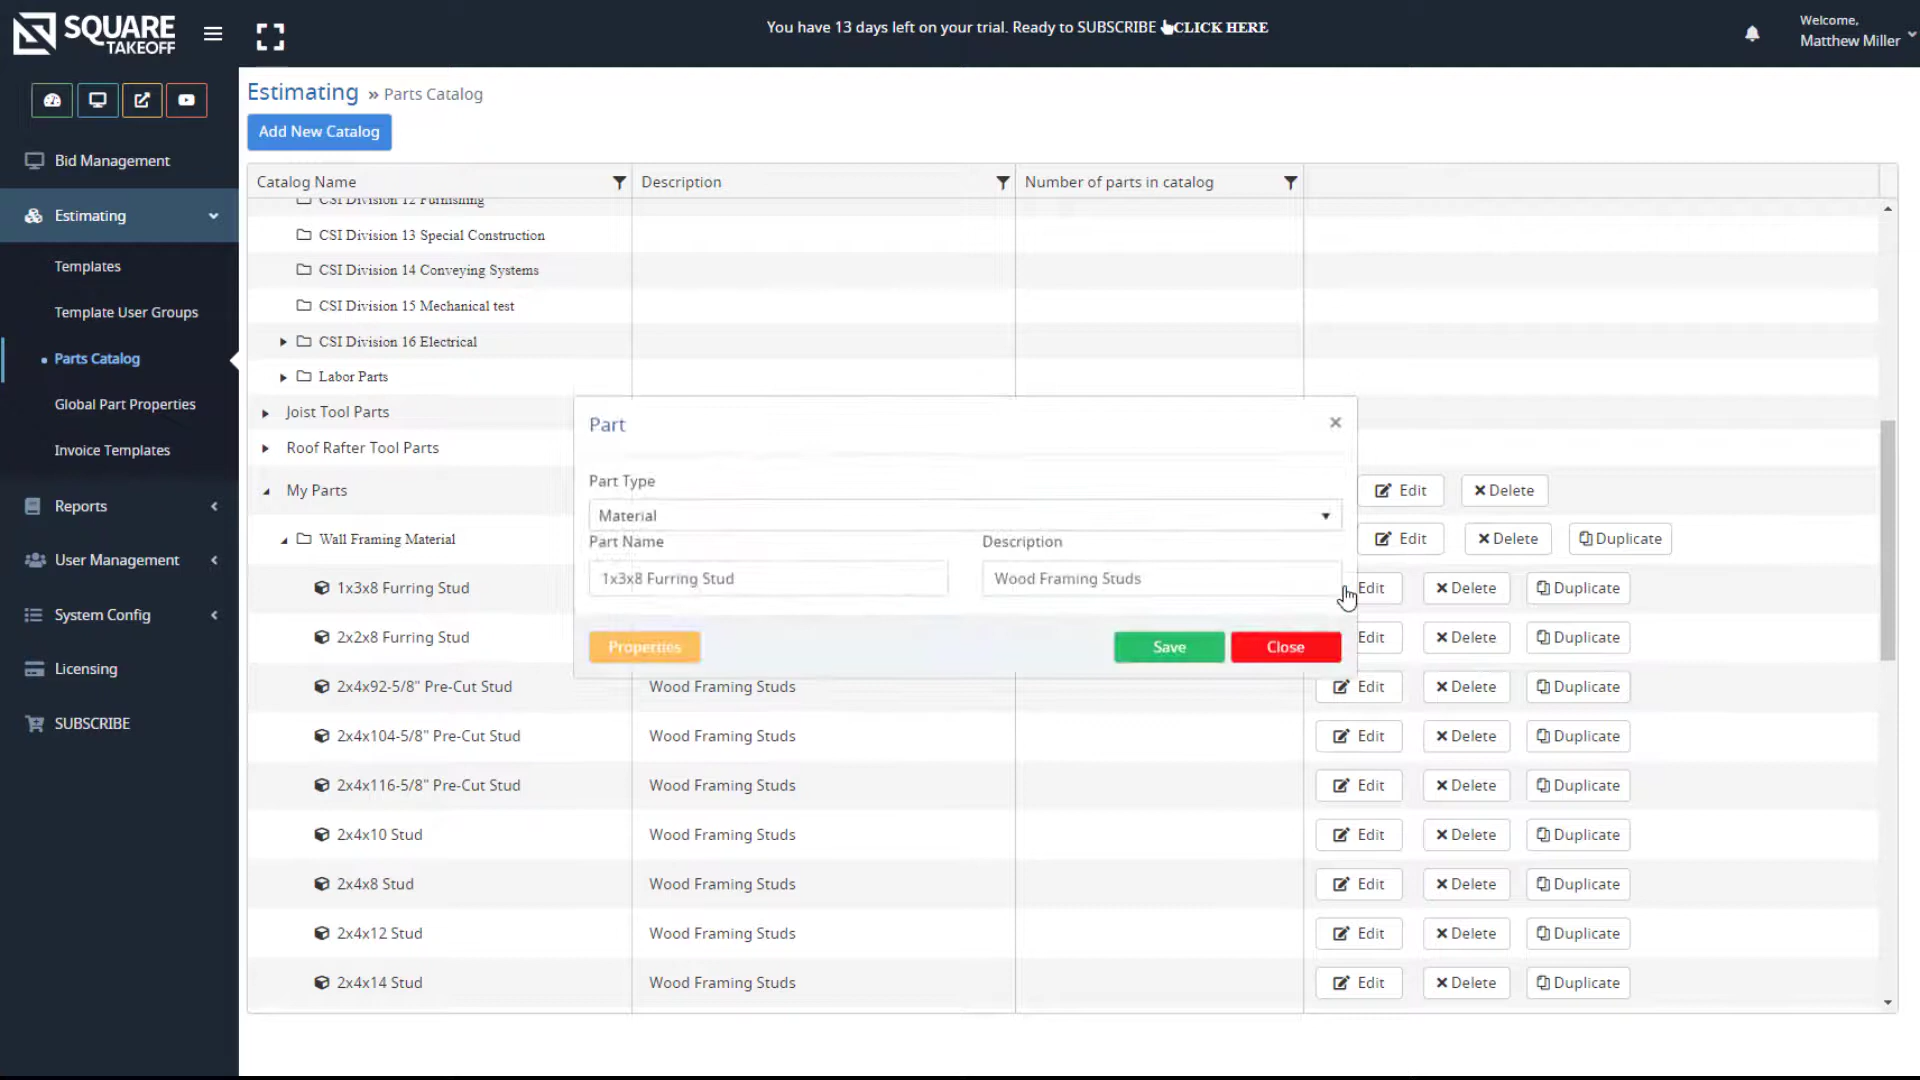 SQUARE
TAKEOFF
You have 13 days left on your trial. Ready to SUBSCRIBE CLICK HERE
Welcome,
Matthew Miller
Estimating » Parts Catalog
Add New Catalog
Bid Management
Estimating
Templates
Template User Groups
Parts Catalog
Global Part Properties
Invoice Templates
Reports
User Management
System Config
Licensing
SUBSCRIBE
Catalog Name Description Number of parts in catalog
CSI Division 12 Furnishing
CSI Division 13 Special Construction
CSI Division 14 Conveying Systems
CSI Division 15 Mechanical test
CSI Division 16 Electrical
Labor Parts
Joist Tool Parts
Roof Rafter Tool Parts
My Parts Edit Delete
Wall Framing Material Edit Delete Duplicate
1x3x8 Furring Stud Edit Delete Duplicate
2x2x8 Furring Stud Edit Delete Duplicate
2x4x92-5/8" Pre-Cut Stud Wood Framing Studs Edit Delete Duplicate
2x4x104-5/8" Pre-Cut Stud Wood Framing Studs Edit Delete Duplicate
2x4x116-5/8" Pre-Cut Stud Wood Framing Studs Edit Delete Duplicate
2x4x10 Stud Wood Framing Studs Edit Delete Duplicate
2x4x8 Stud Wood Framing Studs Edit Delete Duplicate
2x4x12 Stud Wood Framing Studs Edit Delete Duplicate
2x4x14 Stud Wood Framing Studs Edit Delete Duplicate
Part
Part Type
Material
Part Name Description
1x3x8 Furring Stud Wood Framing Studs
Properties Save Close